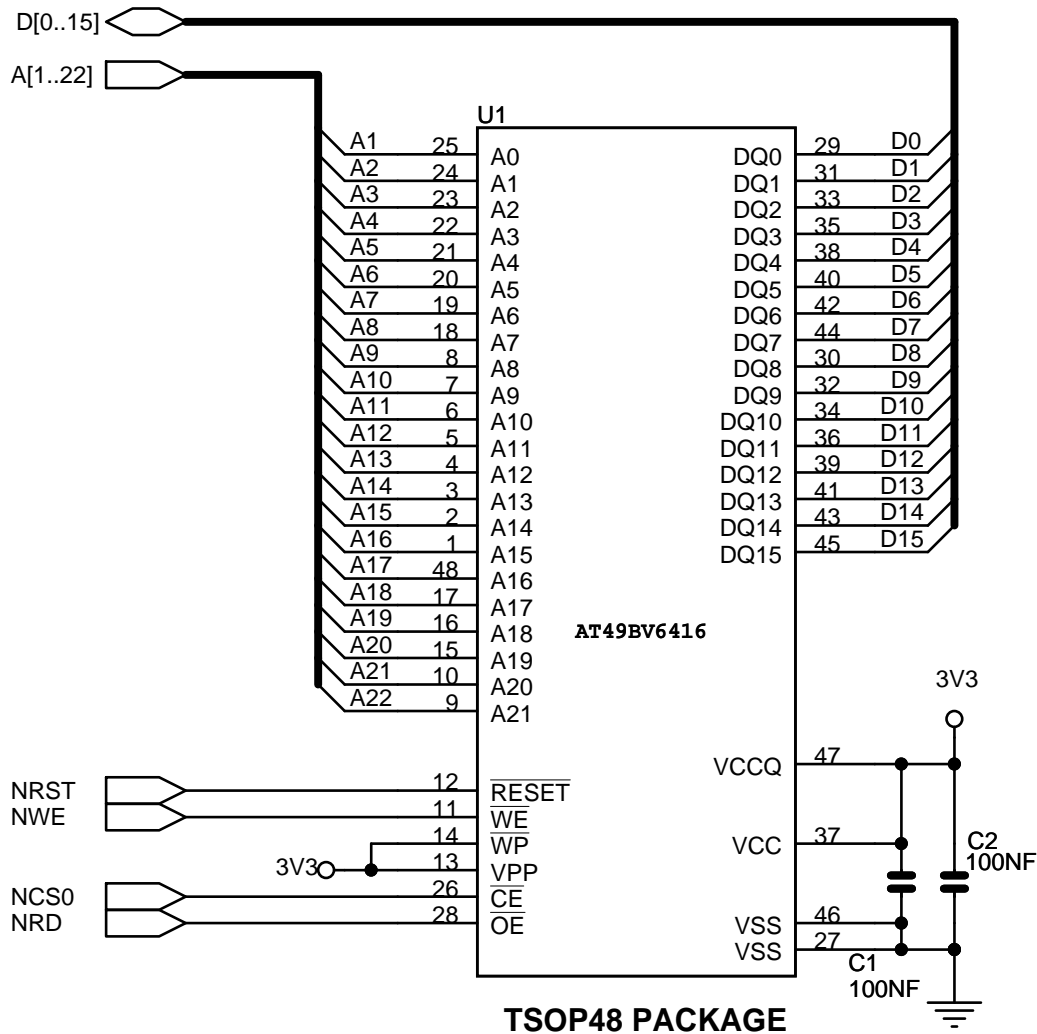 D[0..15]
A[1..22]
U1
A1 25 A0 DQ0 29 D0
A2 24 A1 DQ1 31 D1
A3 23 A2 DQ2 33 D2
A4 22 A3 DQ3 35 D3
A5 21 A4 DQ4 38 D4
A6 20 A5 DQ5 40 D5
A7 19 A6 DQ6 42 D6
A8 18 A7 DQ7 44 D7
A9 8 A8 DQ8 30 D8
A10 7 A9 DQ9 32 D9
A11 6 A10 DQ10 34 D10
A12 5 A11 DQ11 36 D11
A13 4 A12 DQ12 39 D12
A14 3 A13 DQ13 41 D13
A15 2 A14 DQ14 43 D14
A16 1 A15 DQ15 45 D15
A17 48 A16
A18 17 A17
A19 16 A18
A20 15 A19
A21 10 A20
A22 9 A21
AT49BV6416
3V3
VCCQ 47
NRST 12 RESET
NWE 11 WE
14 WP VCC 37
3V3 13 VPP
C2
100NF
NCS0 26 CE
NRD 28 OE
VSS 46
VSS 27
C1
100NF
TSOP48 PACKAGE